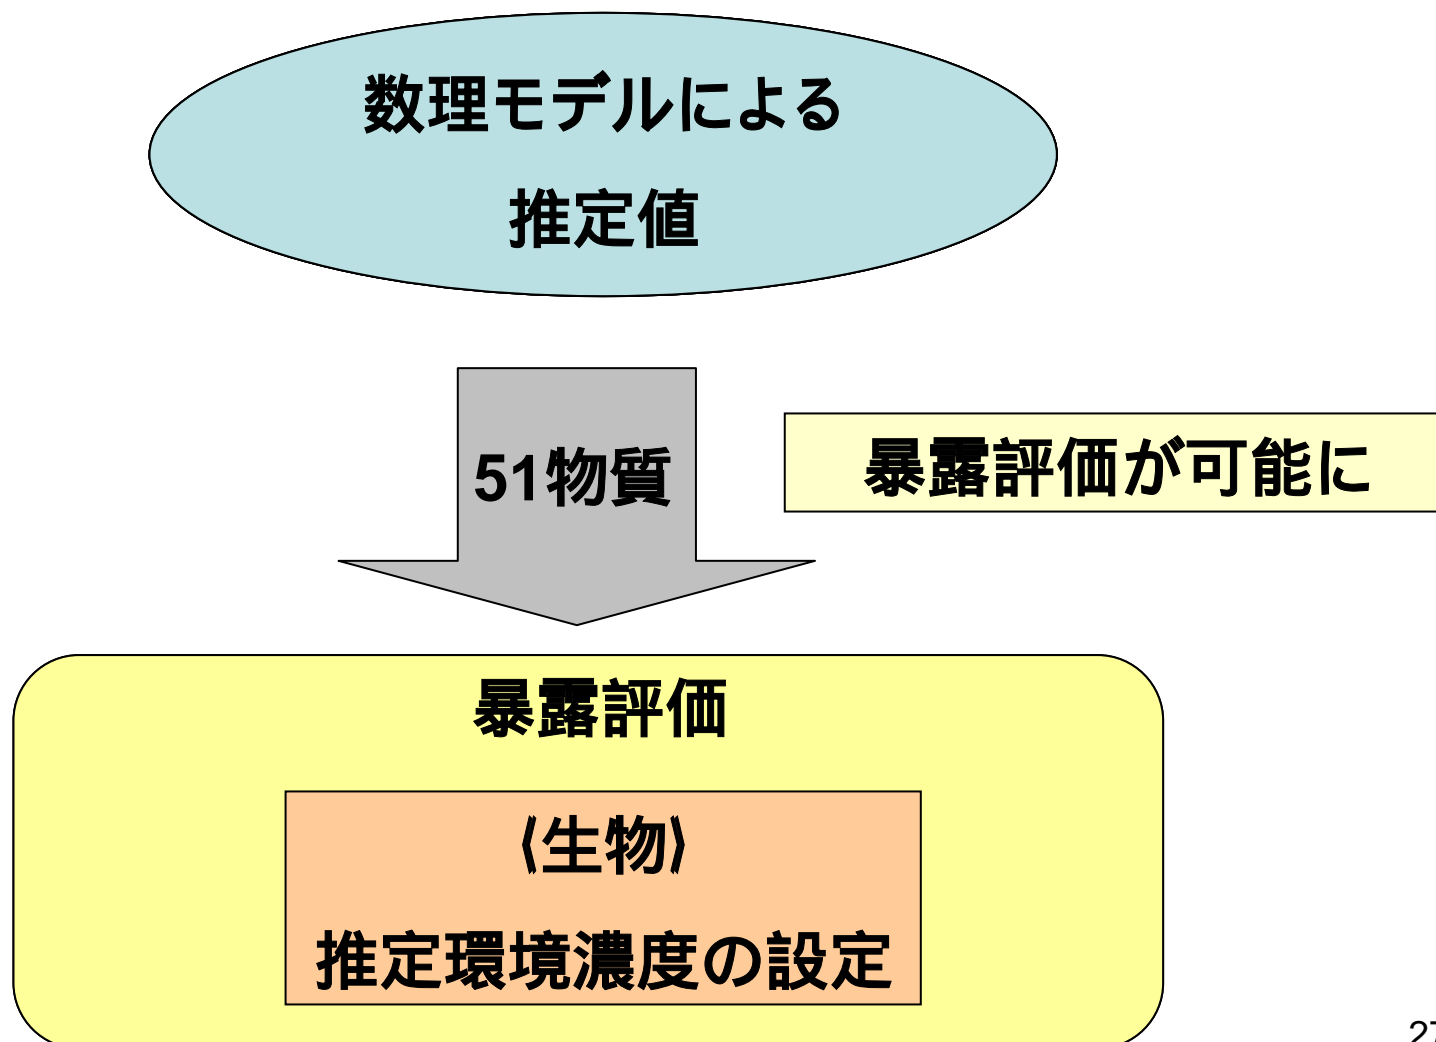 数理モデルによる
推定値
51物質
暴露評価が可能に
暴露評価
⟨生物⟩
推定環境濃度の設定
27